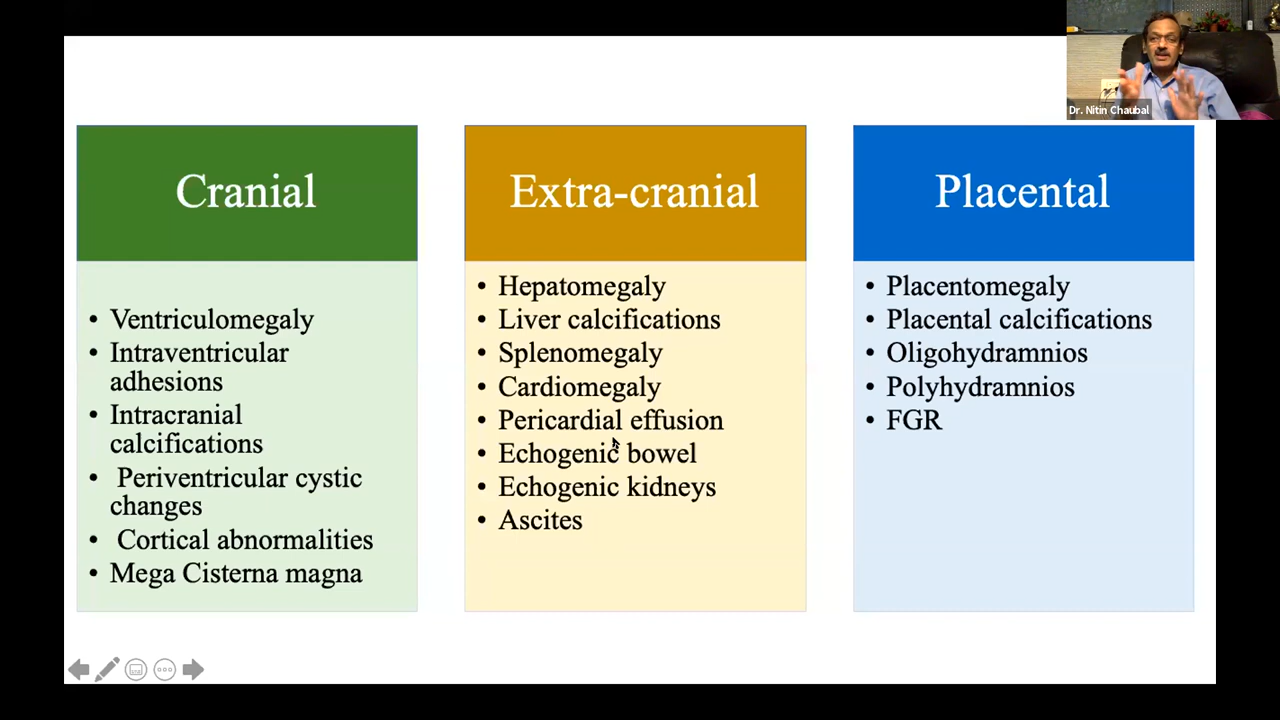 Dr. Nitin Chaubal
Cranial
• Ventriculomegaly
• Intraventricular
adhesions
• Intracranial
calcifications
• Periventricular cystic
changes
• Cortical abnormalities
• Mega Cisterna magna
Extra-cranial
• Hepatomegaly
• Liver calcifications
• Splenomegaly
• Cardiomegaly
• Pericardial effusion
• Echogenic bowel
• Echogenic kidneys
• Ascites
Placental
• Placentomegaly
• Placental calcifications
• Oligohydramnios
• Polyhydramnios
• FGR